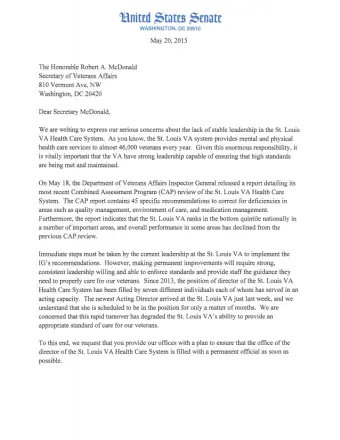 United States Senate
WASHINGTON, DC 20510
May 20, 2015
The Honorable Robert A. McDonald
Secretary of Veterans Affairs
810 Vermont Ave, NW
Washington, DC 20420
Dear Secretary McDonald,
We are writing to express our serious concerns about the lack of stable leadership in the St. Louis
VA Health Care System. As you know, the St. Louis VA system provides mental and physical
health care services to almost 46,000 veterans every year. Given this enormous responsibility, it
is vitally important that the VA have strong leadership capable of ensuring that high standards
are being met and maintained.
On May 18, the Department of Veterans Affairs Inspector General released a report detailing its
most recent Combined Assessment Program (CAP) review of the St. Louis VA Health Care
System. The CAP report contains 45 specific recommendations to correct for deficiencies in
areas such as quality management, environment of care, and medication management.
Furthermore, the report indicates that the St. Louis VA ranks in the bottom quintile nationally in
a number of important areas, and overall performance in some areas has declined from the
previous CAP review.
Immediate steps must be taken by the current leadership at the St. Louis VA to implement the
IG's recommendations. However, making permanent improvements will require strong,
consistent leadership willing and able to enforce standards and provide staff the guidance they
need to properly care for our veterans. Since 2013, the position of director of the St. Louis VA
Health Care System has been filled by seven different individuals each of whom has served in an
acting capacity. The newest Acting Director arrived at the St. Louis VA just last week, and we
understand that she is scheduled to be in the position for only a matter of months. We are
concerned that this rapid turnover has degraded the St. Louis VA's ability to provide an
appropriate standard of care for our veterans.
To this end, we request that you provide our offices with a plan to ensure that the office of the
director of the St. Louis VA Health Care System is filled with a permanent official as soon as
possible.